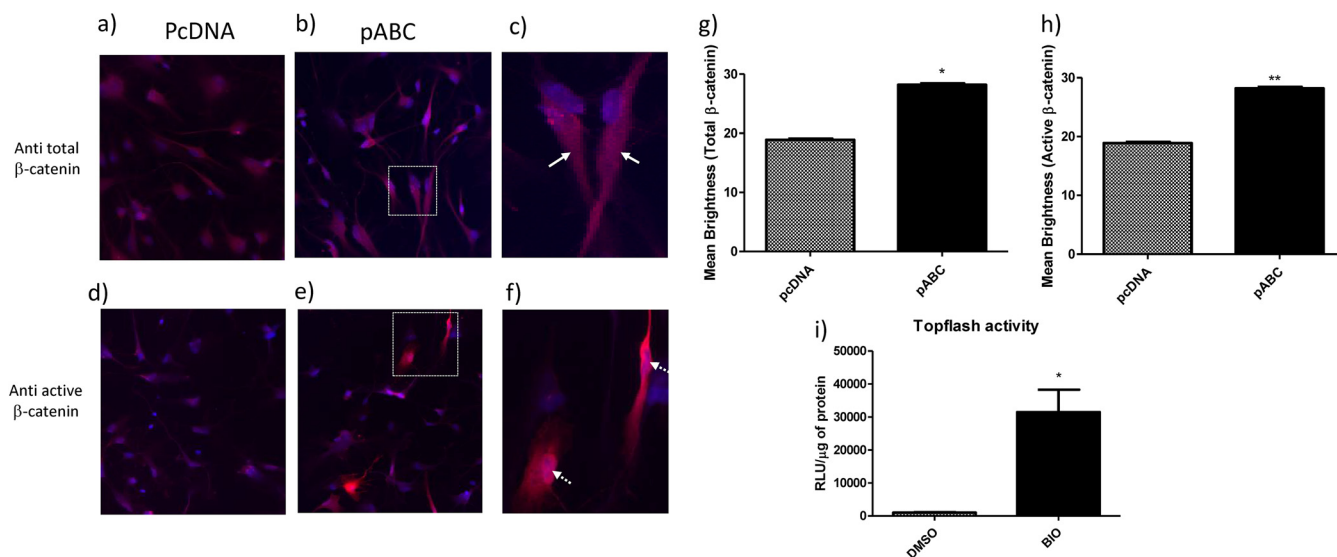 a)
PcDNA
b)
pABC
c)
Anti total
β-catenin
d)
e)
f)
Anti active
β-catenin
g)
Mean Brightness (Total β-catenin)
30
20
10
0
*
pcDNA
pABC
h)
Mean Brightness (Active β-catenin)
30
20
10
0
**
pcDNA
pABC
i)
Topflash activity
RLU/μg of protein
50000
40000
30000
20000
10000
0
*
DMSO
BIO